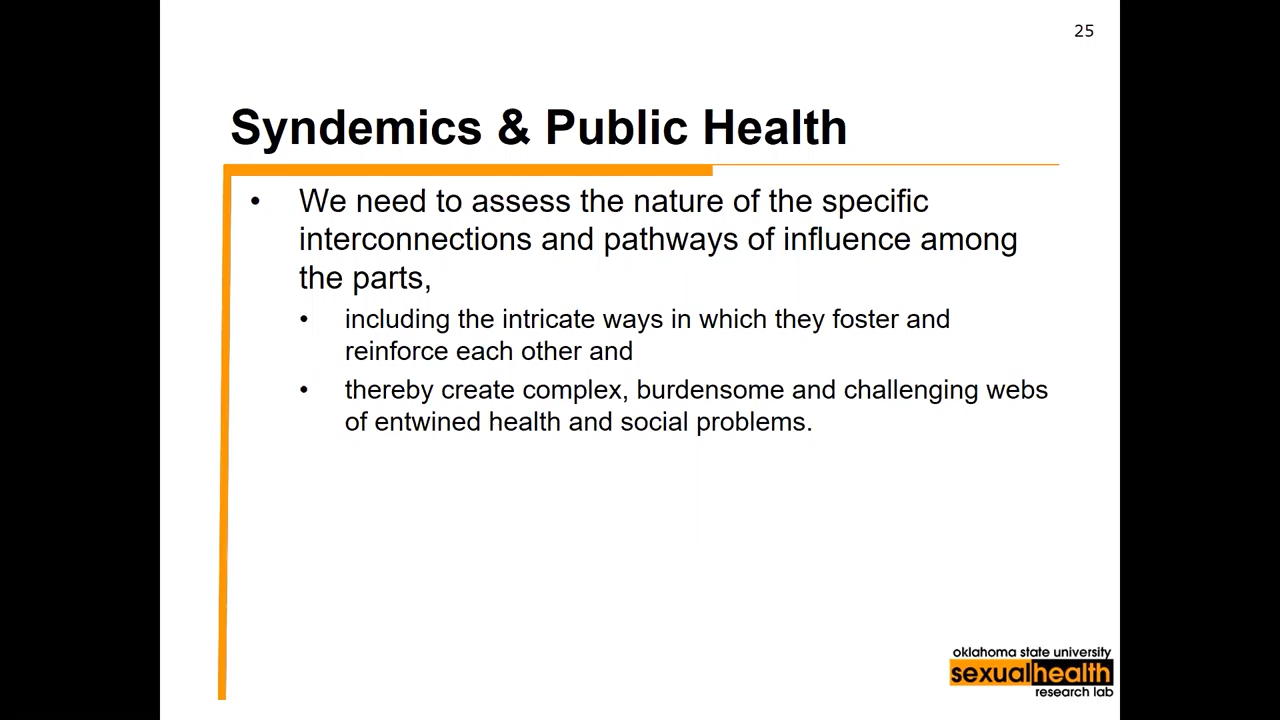 25
Syndemics & Public Health
• We need to assess the nature of the specific
interconnections and pathways of influence among
the parts,
• including the intricate ways in which they foster and
reinforce each other and
• thereby create complex, burdensome and challenging webs
of entwined health and social problems.
oklahoma state university
sexualhealth
research lab